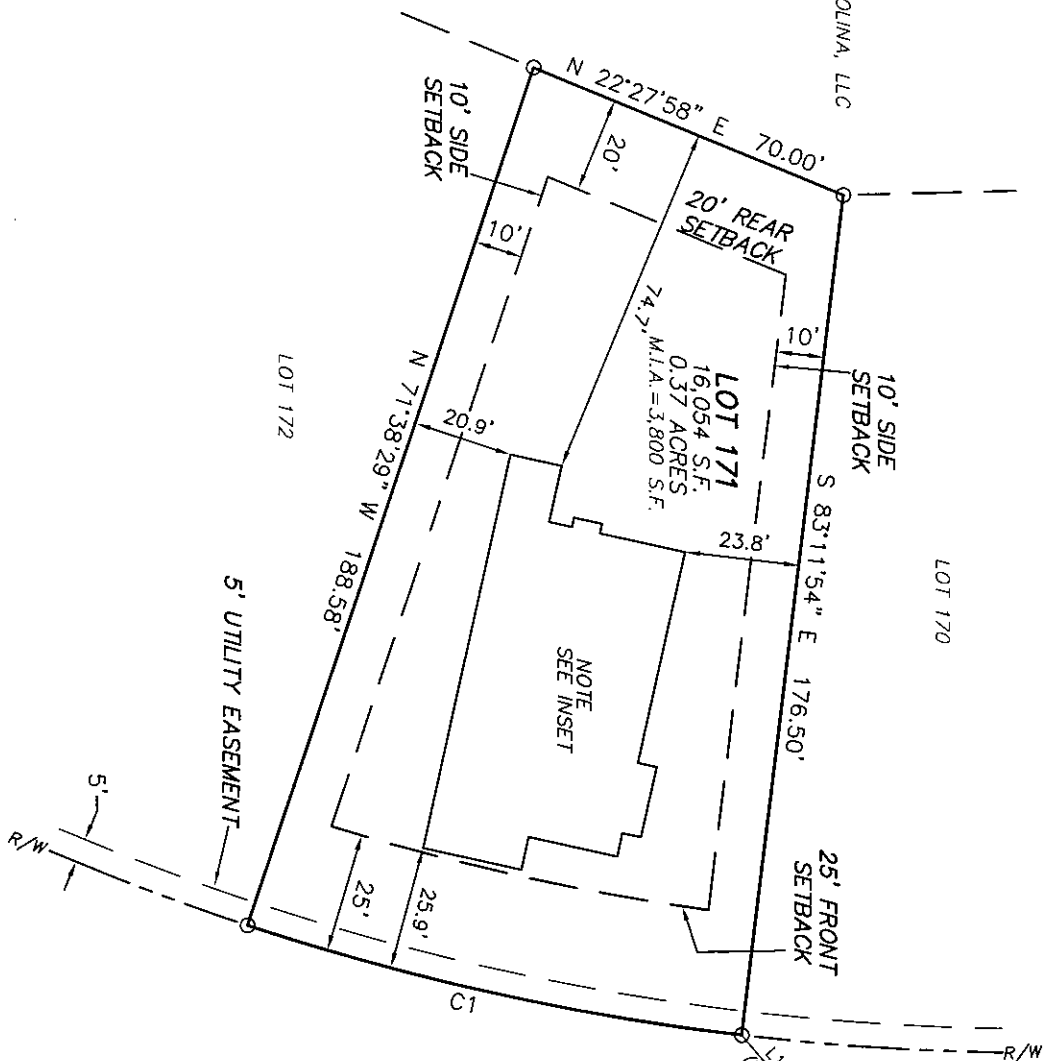 OLINA, LLC
N 22°27'58" E 70.00'
10' SIDE
SETBACK
20'
20' REAR
SETBACK
10'
10'
10' SIDE
SETBACK
74.7'
LOT 171
16,054 S.F.
0.37 ACRES
M.I.A.=3,800 S.F.
S 83°11'54" E 176.50'
LOT 170
LOT 172
N 71°38'29" W 188.58'
20.9'
23.8'
NOTE
SEE INSET
5' UTILITY EASEMENT
5'
R/W
25'
25.9'
25' FRONT
SETBACK
C1
R/W